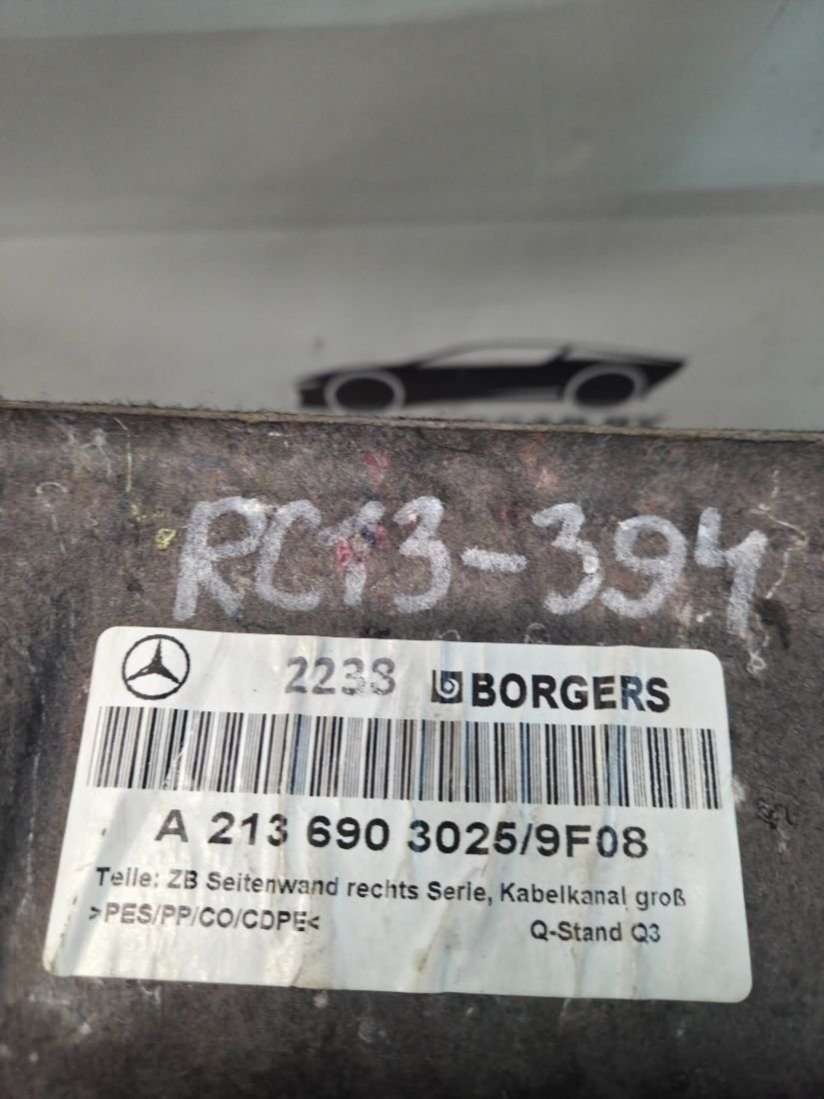 RC13-394
2238 BORGERS
A 213 690 3025/9F08
Teile: ZB Seitenwand rechts Serie, Kabelkanal groß
>PES/PP/CO/CDPE<
Q-Stand Q3